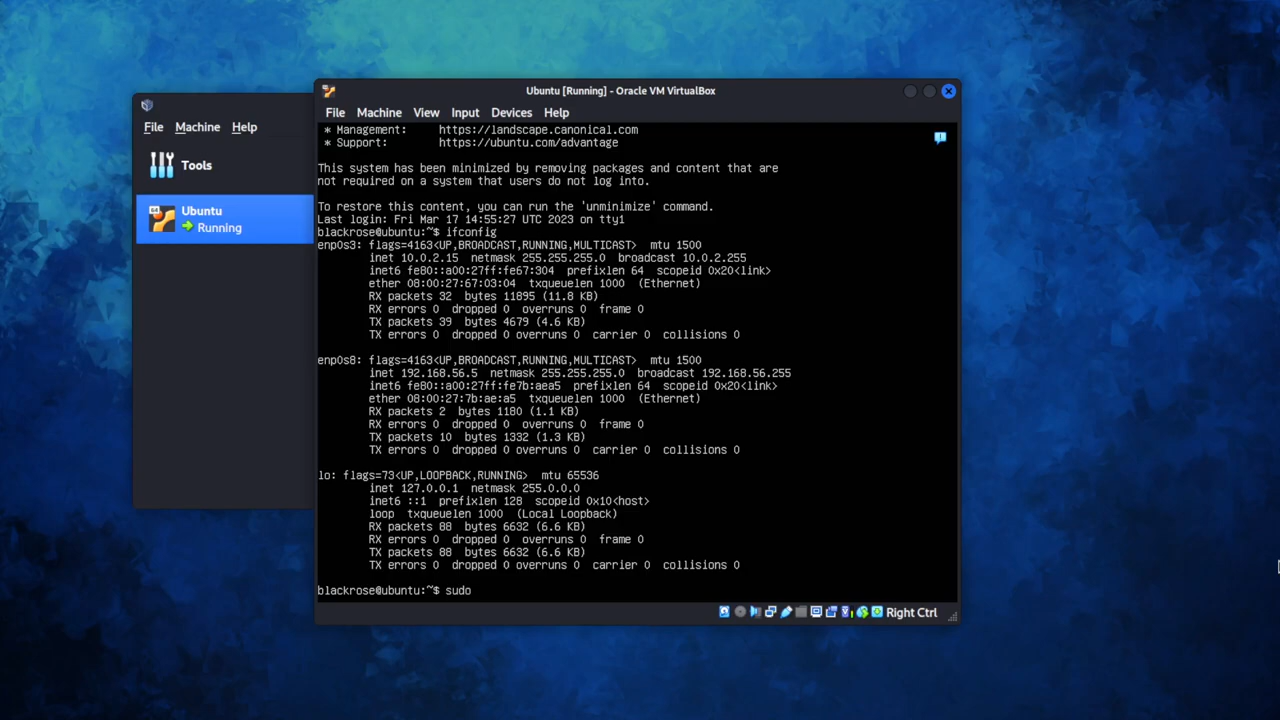 File Machine Help
Tools
64
Ubuntu
Running
Ubuntu [Running] - Oracle VM VirtualBox
File Machine View Input Devices Help
* Management: https://landscape.canonical.com
* Support: https://ubuntu.com/advantage
This system has been minimized by removing packages and content that are
not required on a system that users do not log into.
To restore this content, you can run the 'unminimize' command.
Last login: Fri Mar 17 14:55:27 UTC 2023 on tty1
blackrose@ubuntu:~$ ifconfig
enp0s3: flags=4163<UP,BROADCAST,RUNNING,MULTICAST> mtu 1500
inet 10.0.2.15 netmask 255.255.255.0 broadcast 10.0.2.255
inet6 fe80::a00:27ff:fe67:304 prefixlen 64 scopeid 0x20<link>
ether 08:00:27:67:03:04 txqueuelen 1000 (Ethernet)
RX packets 32 bytes 11895 (11.8 KB)
RX errors 0 dropped 0 overruns 0 frame 0
TX packets 39 bytes 4679 (4.6 KB)
TX errors 0 dropped 0 overruns 0 carrier 0 collisions 0
enp0s8: flags=4163<UP,BROADCAST,RUNNING,MULTICAST> mtu 1500
inet 192.168.56.5 netmask 255.255.255.0 broadcast 192.168.56.255
inet6 fe80::a00:27ff:fe7b:aea5 prefixlen 64 scopeid 0x20<link>
ether 08:00:27:7b:ae:a5 txqueuelen 1000 (Ethernet)
RX packets 2 bytes 1180 (1.1 KB)
RX errors 0 dropped 0 overruns 0 frame 0
TX packets 10 bytes 1332 (1.3 KB)
TX errors 0 dropped 0 overruns 0 carrier 0 collisions 0
lo: flags=73<UP,LOOPBACK,RUNNING> mtu 65536
inet 127.0.0.1 netmask 255.0.0.0
inet6 ::1 prefixlen 128 scopeid 0x10<host>
loop txqueuelen 1000 (Local Loopback)
RX packets 88 bytes 6632 (6.6 KB)
RX errors 0 dropped 0 overruns 0 frame 0
TX packets 88 bytes 6632 (6.6 KB)
TX errors 0 dropped 0 overruns 0 carrier 0 collisions 0
blackrose@ubuntu:~$ sudo
Right Ctrl